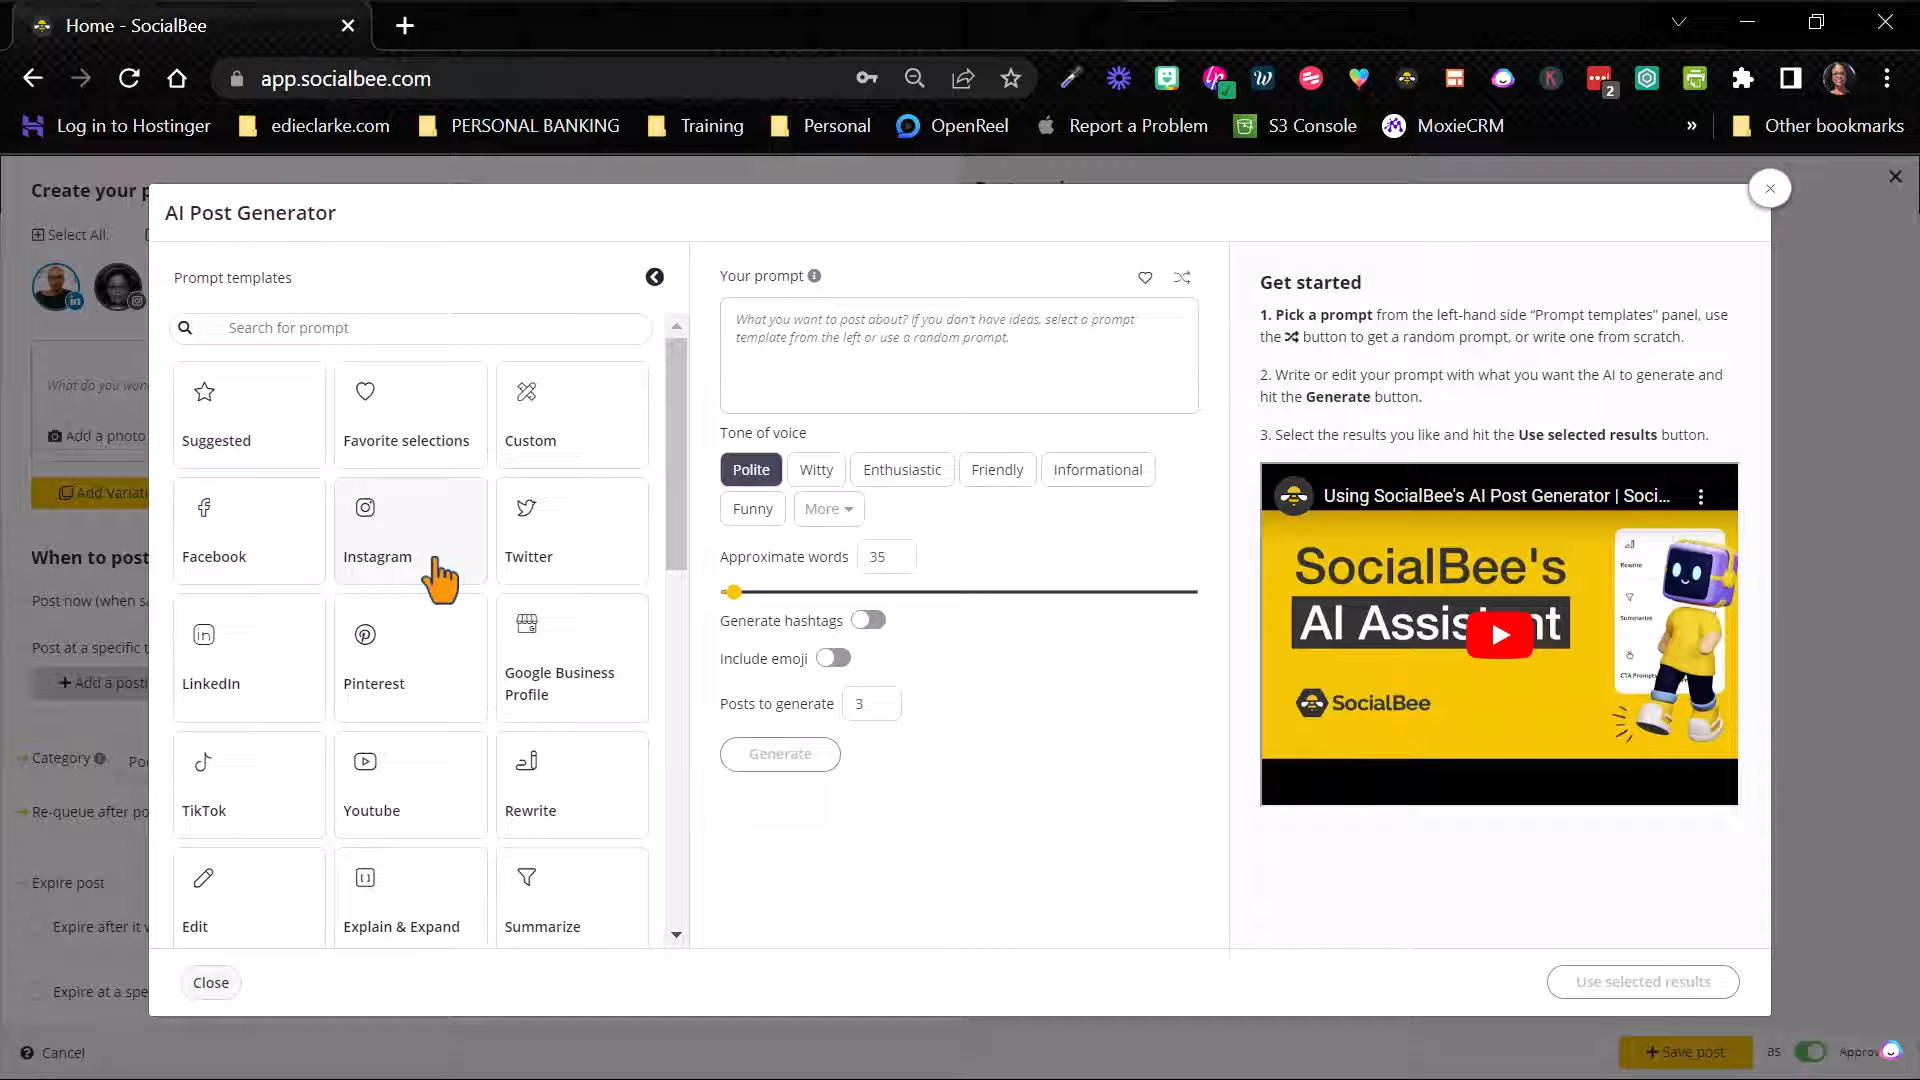 Home - SocialBee
app.socialbee.com
2
Log in to Hostinger
edieclarke.com
PERSONAL BANKING
Training
Personal
OpenReel
Report a Problem
S3 Console
MoxieCRM
»
Other bookmarks
Create your
Select All.
AI Post Generator
Prompt templates
Search for prompt
Suggested
Favorite selections
Custom
Facebook
Instagram
Twitter
LinkedIn
Pinterest
Google Business
Profile
TikTok
Youtube
Rewrite
Edit
Explain & Expand
Summarize
Close
Your prompt
What you want to post about? If you don't have ideas, select a prompt
template from the left or use a random prompt.
Tone of voice
Polite
Witty
Enthusiastic
Friendly
Informational
Funny
More
Approximate words 35
Generate hashtags
Include emoji
Posts to generate 3
Generate
Get started
1. Pick a prompt from the left-hand side “Prompt templates” panel, use
the button to get a random prompt, or write one from scratch.
2. Write or edit your prompt with what you want the AI to generate and
hit the Generate button.
3. Select the results you like and hit the Use selected results button.
Using SocialBee's AI Post Generator | Soci...
SocialBee's
AI
SocialBee
Rewrite
Summarize
Use selected results
What do you
Add a photo
Add
When to post
Post now (when
Post at a specific
Category
Re-queue after
Expire post
Expire after it
Expire at a
Cancel
+ Save post
as